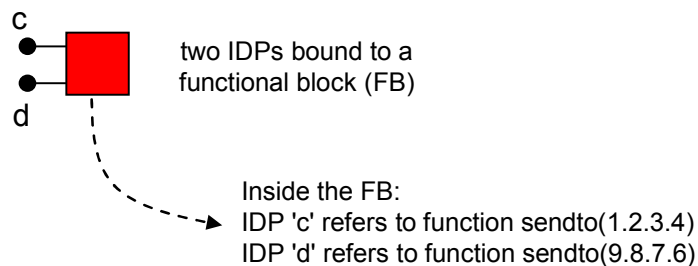 c
two IDPs bound to a
functional block (FB)
d
Inside the FB:
IDP 'c' refers to function sendto(1.2.3.4)
IDP 'd' refers to function sendto(9.8.7.6)